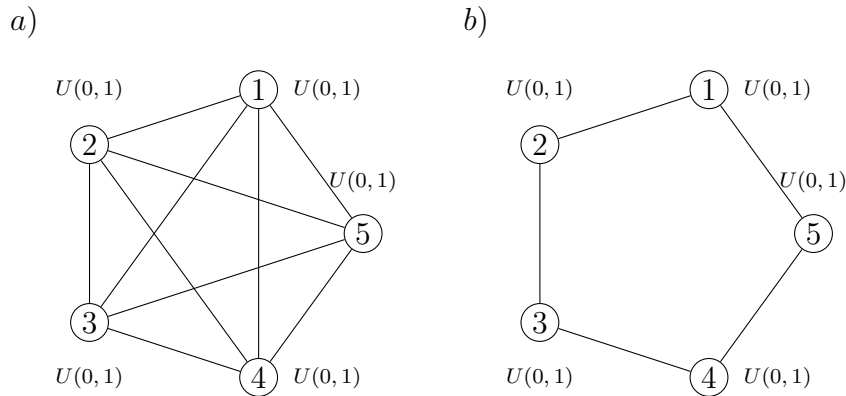 a) b)
U(0, 1) 1 U(0, 1) U(0, 1) 1 U(0, 1)
2 2
U(0, 1) U(0, 1)
5 5
3 3
U(0, 1) 4 U(0, 1) U(0, 1) 4 U(0, 1)